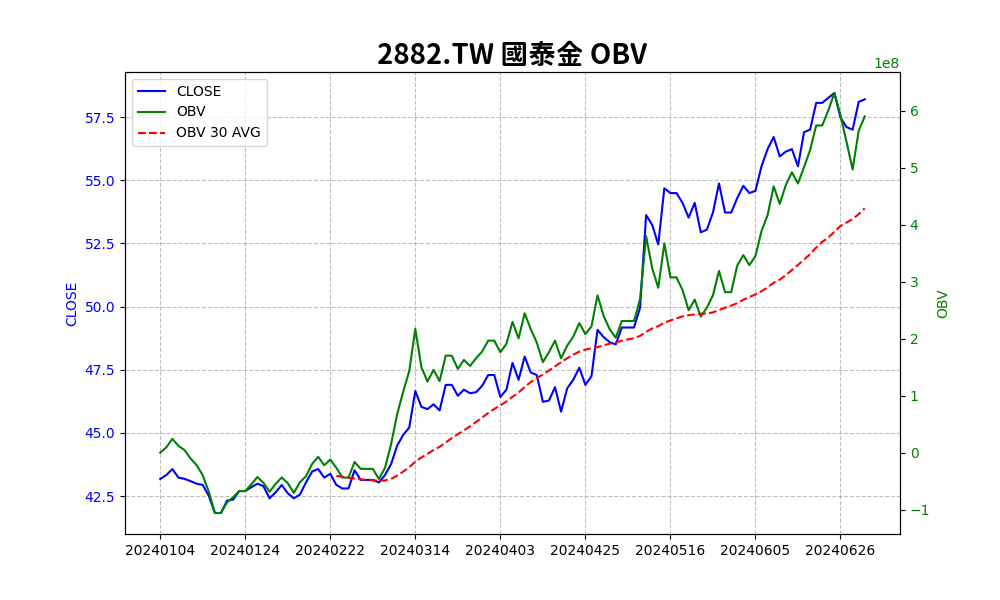 2882.TW 國泰金 OBV
1e8
CLOSE
OBV
OBV 30 AVG
57.5
55.0
52.5
50.0
47.5
45.0
42.5
CLOSE
6
5
4
3
2
1
0
−1
OBV
20240104 20240124 20240222 20240314 20240403 20240425 20240516 20240605 20240626